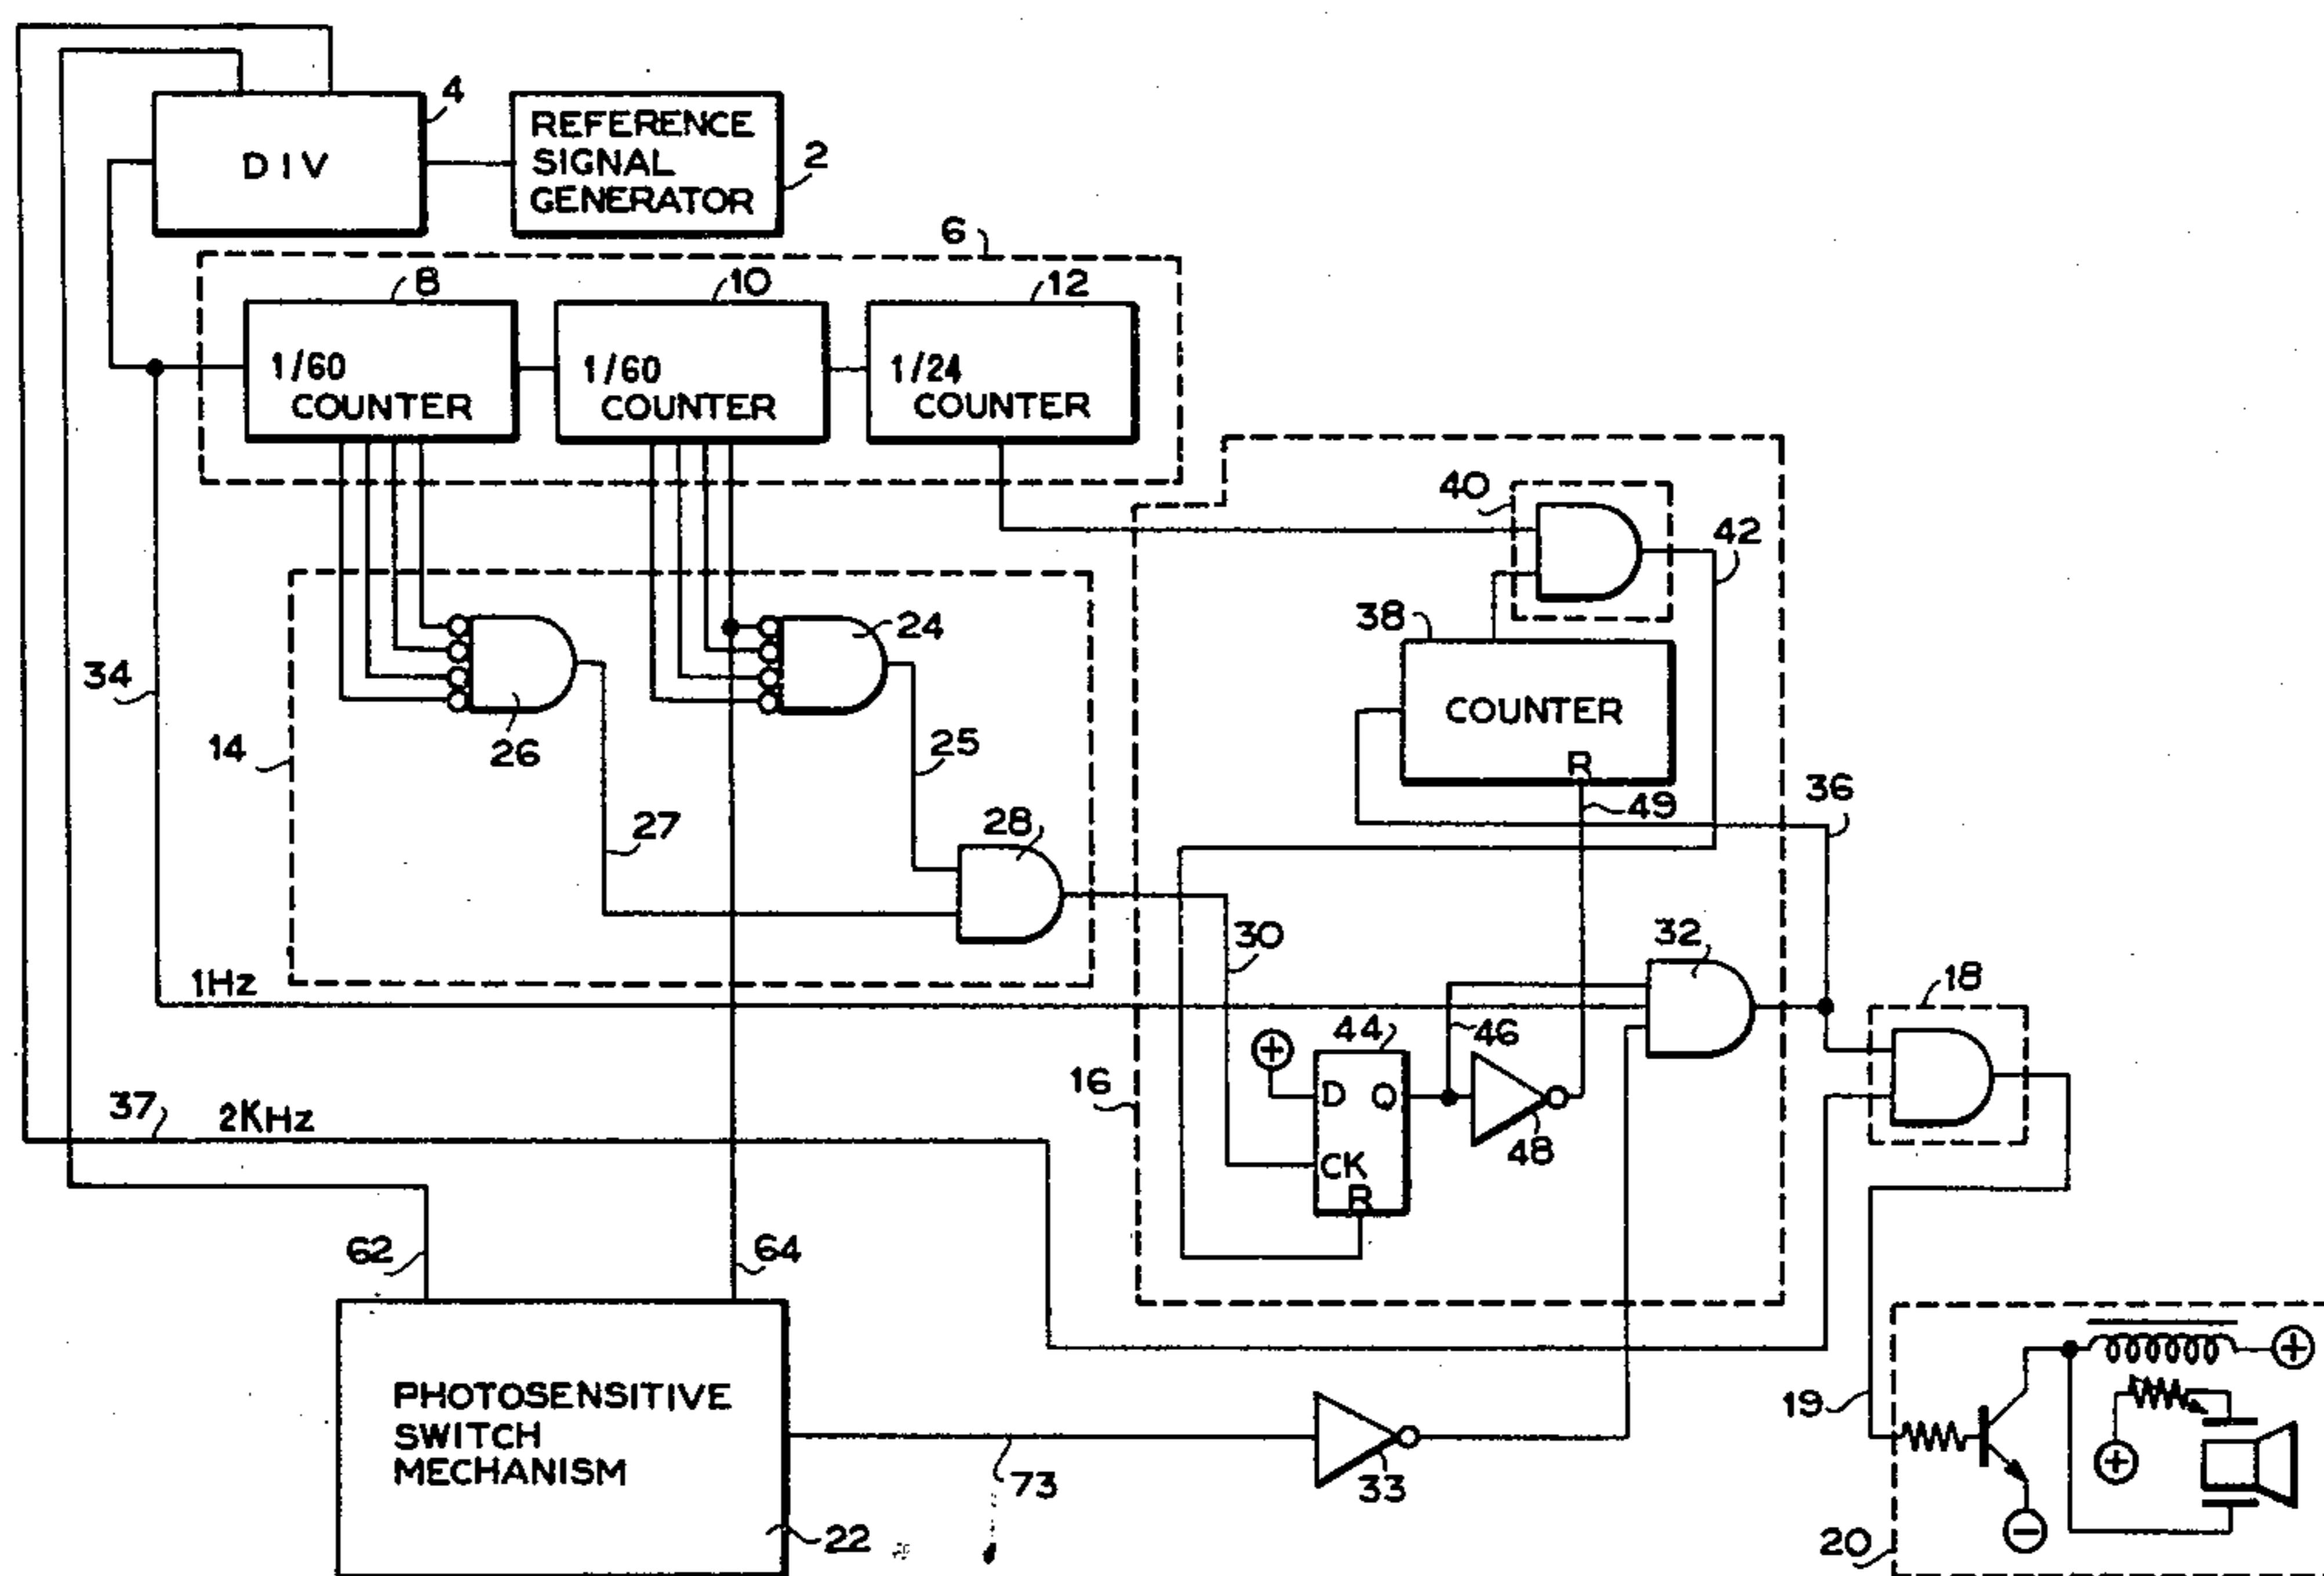 4
DIV
REFERENCE
SIGNAL
GENERATOR
2
6
8
10
12
1/60
COUNTER
1/60
COUNTER
1/24
COUNTER
40
42
38
COUNTER
R
24
34
26
14
25
49
36
27
28
30
32
1Hz
18
44
46
16
D
Q
37
2KHz
CK
48
R
62
64
PHOTOSENSITIVE
SWITCH
MECHANISM
19
73
33
22
20